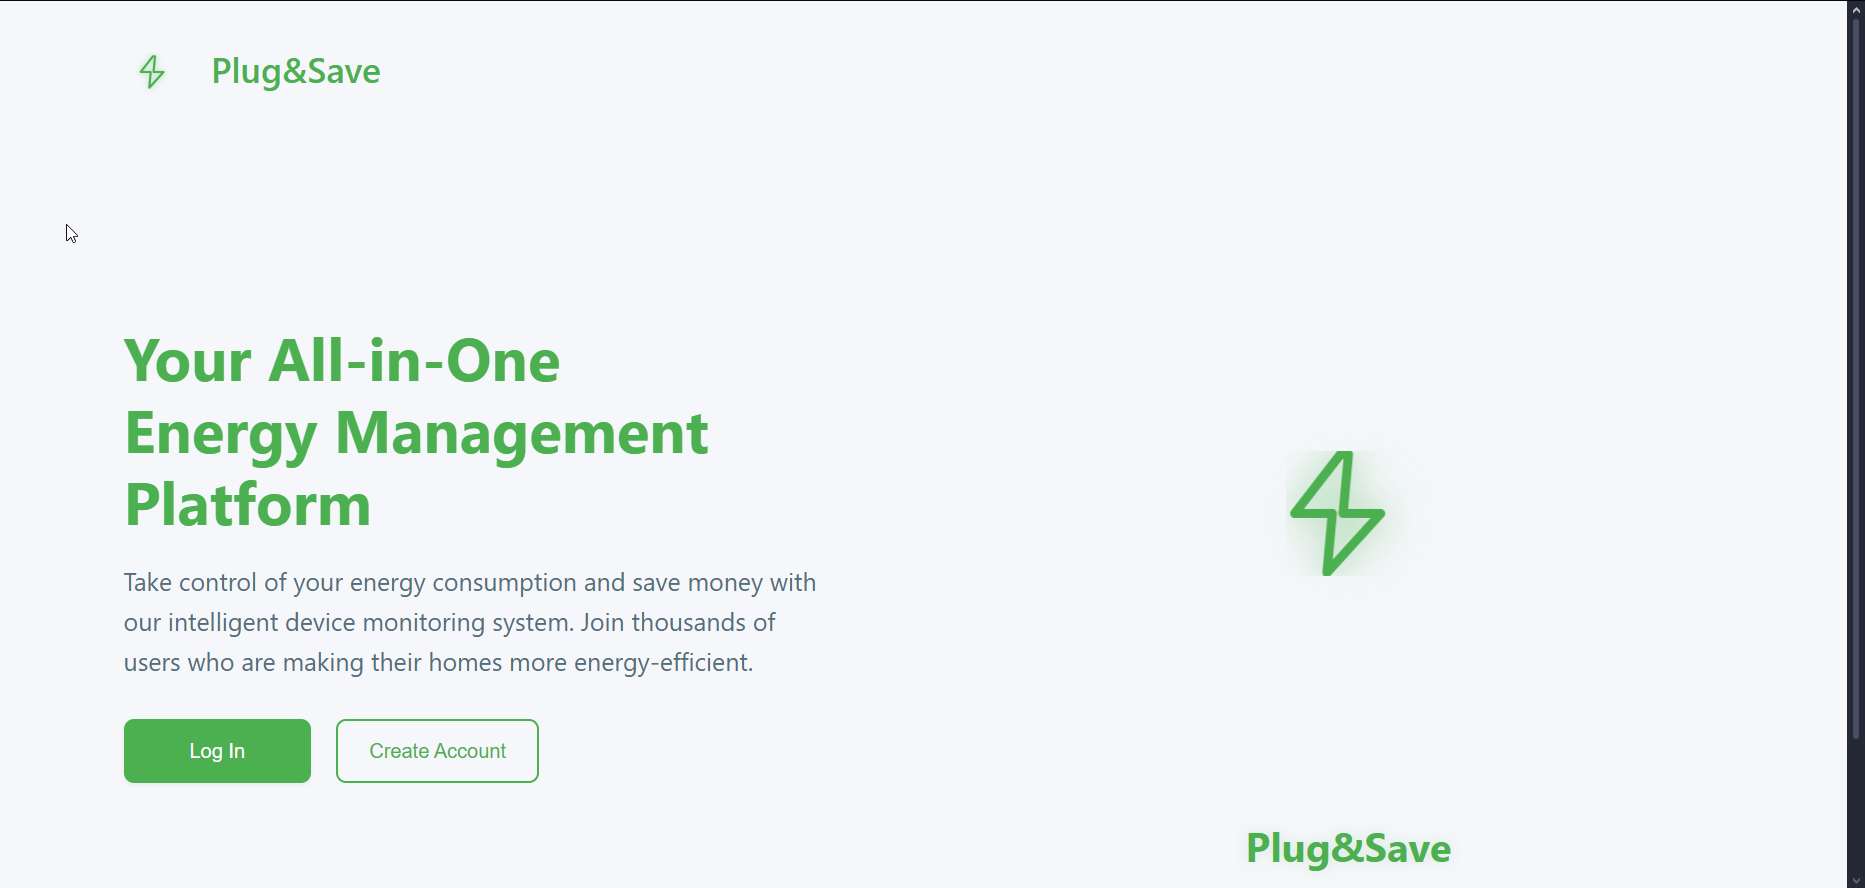 Plug&Save
Your All-in-One
Energy Management
Platform
Take control of your energy consumption and save money with
our intelligent device monitoring system. Join thousands of
users who are making their homes more energy-efficient.
Log In
Create Account
Plug&Save